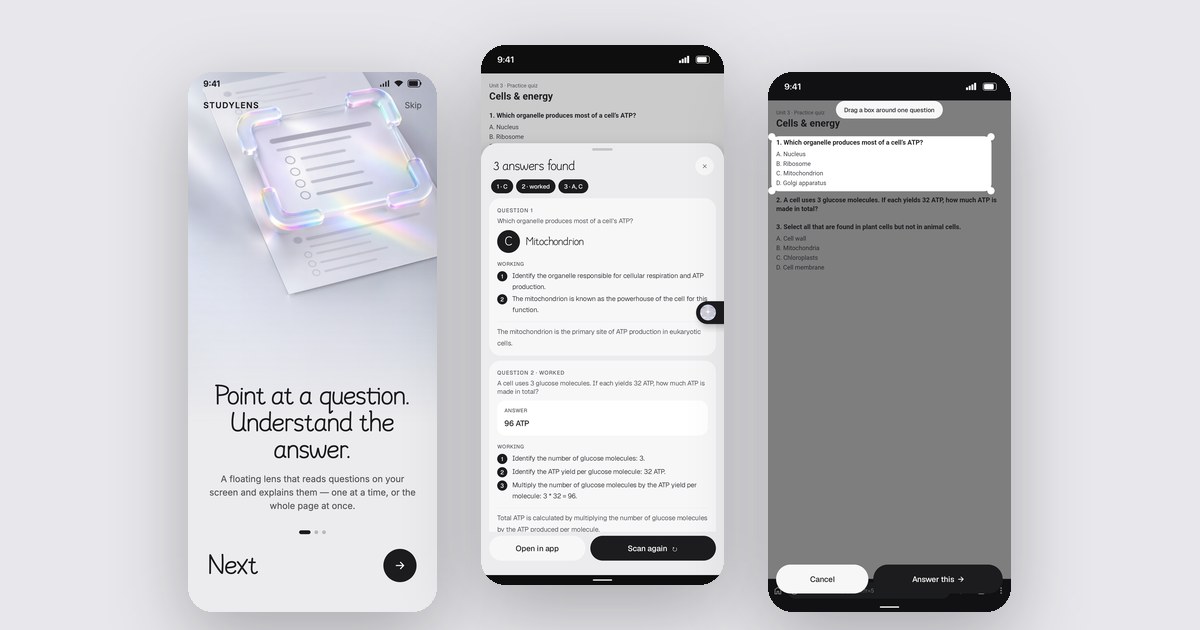 9:41
STUDYLENS
Skip
Point at a question.
Understand the
answer.
A floating lens that reads questions on your
screen and explains them — one at a time, or the
whole page at once.
Next
9:41
Unit 3 · Practice quiz
Cells & energy
1. Which organelle produces most of a cell's ATP?
A. Nucleus
B. Ribosome
3 answers found
1 · C
2 · worked
3 · A, C
QUESTION 1
Which organelle produces most of a cell's ATP?
C Mitochondrion
WORKING
1 Identify the organelle responsible for cellular respiration and ATP
production.
2 The mitochondrion is known as the powerhouse of the cell for this
function.
The mitochondrion is the primary site of ATP production in eukaryotic
cells.
QUESTION 2 · WORKED
A cell uses 3 glucose molecules. If each yields 32 ATP, how much ATP is
made in total?
ANSWER
96 ATP
WORKING
1 Identify the number of glucose molecules: 3.
2 Identify the ATP yield per glucose molecule: 32 ATP.
3 Multiply the number of glucose molecules by the ATP yield per
molecule: 3 * 32 = 96.
Total ATP is calculated by multiplying the number of glucose molecules
by the ATP produced per molecule.
Open in app
Scan again
9:41
Unit 3 · Practice quiz
Drag a box around one question
Cells & energy
1. Which organelle produces most of a cell's ATP?
A. Nucleus
B. Ribosome
C. Mitochondrion
D. Golgi apparatus
2. A cell uses 3 glucose molecules. If each yields 32 ATP, how much ATP is
made in total?
3. Select all that are found in plant cells but not in animal cells.
A. Cell wall
B. Mitochondria
C. Chloroplasts
D. Cell membrane
Cancel
Answer this →